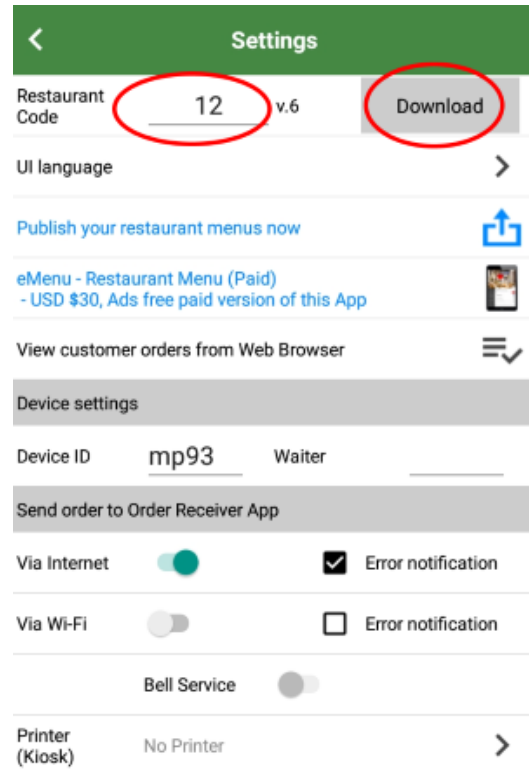 Settings
Restaurant
Code
12
v.6
Download
UI language
Publish your restaurant menus now
eMenu - Restaurant Menu (Paid)
- USD $30, Ads free paid version of this App
View customer orders from Web Browser
Device settings
Device ID
mp93
Waiter
Send order to Order Receiver App
Via Internet
Error notification
Via Wi-Fi
Error notification
Bell Service
Printer
(Kiosk)
No Printer